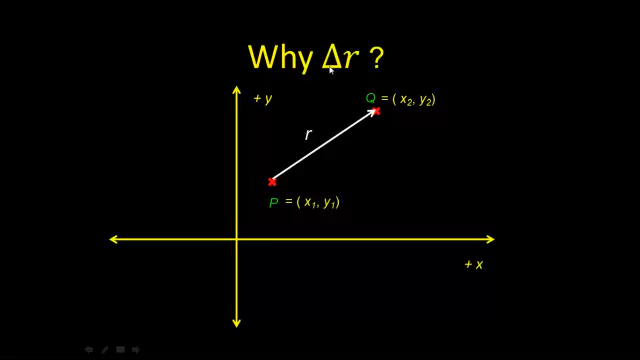 Why Δr ?
+ y
Q = ( x₂, y₂)
r
P = ( x₁, y₁)
+ x